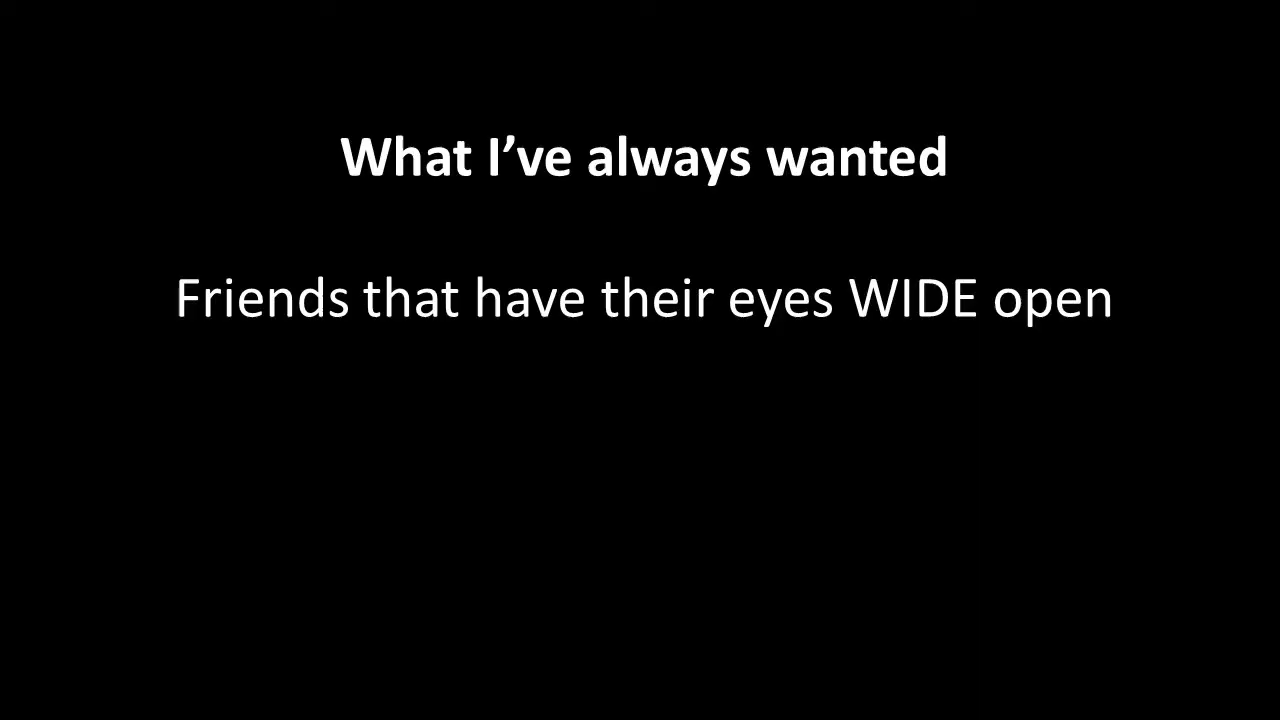 What I’ve always wanted
Friends that have their eyes WIDE open